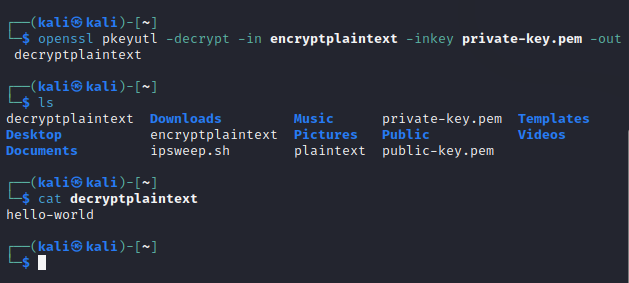 ┌──(kali㉿kali)-[~]
└─$ openssl pkeyutl -decrypt -in encryptplaintext -inkey private-key.pem -out
 decryptplaintext
┌──(kali㉿kali)-[~]
└─$ ls
decryptplaintext  Downloads         Music      private-key.pem  Templates
Desktop           encryptplaintext  Pictures   Public           Videos
Documents         ipsweep.sh        plaintext  public-key.pem
┌──(kali㉿kali)-[~]
└─$ cat decryptplaintext
hello-world
┌──(kali㉿kali)-[~]
└─$